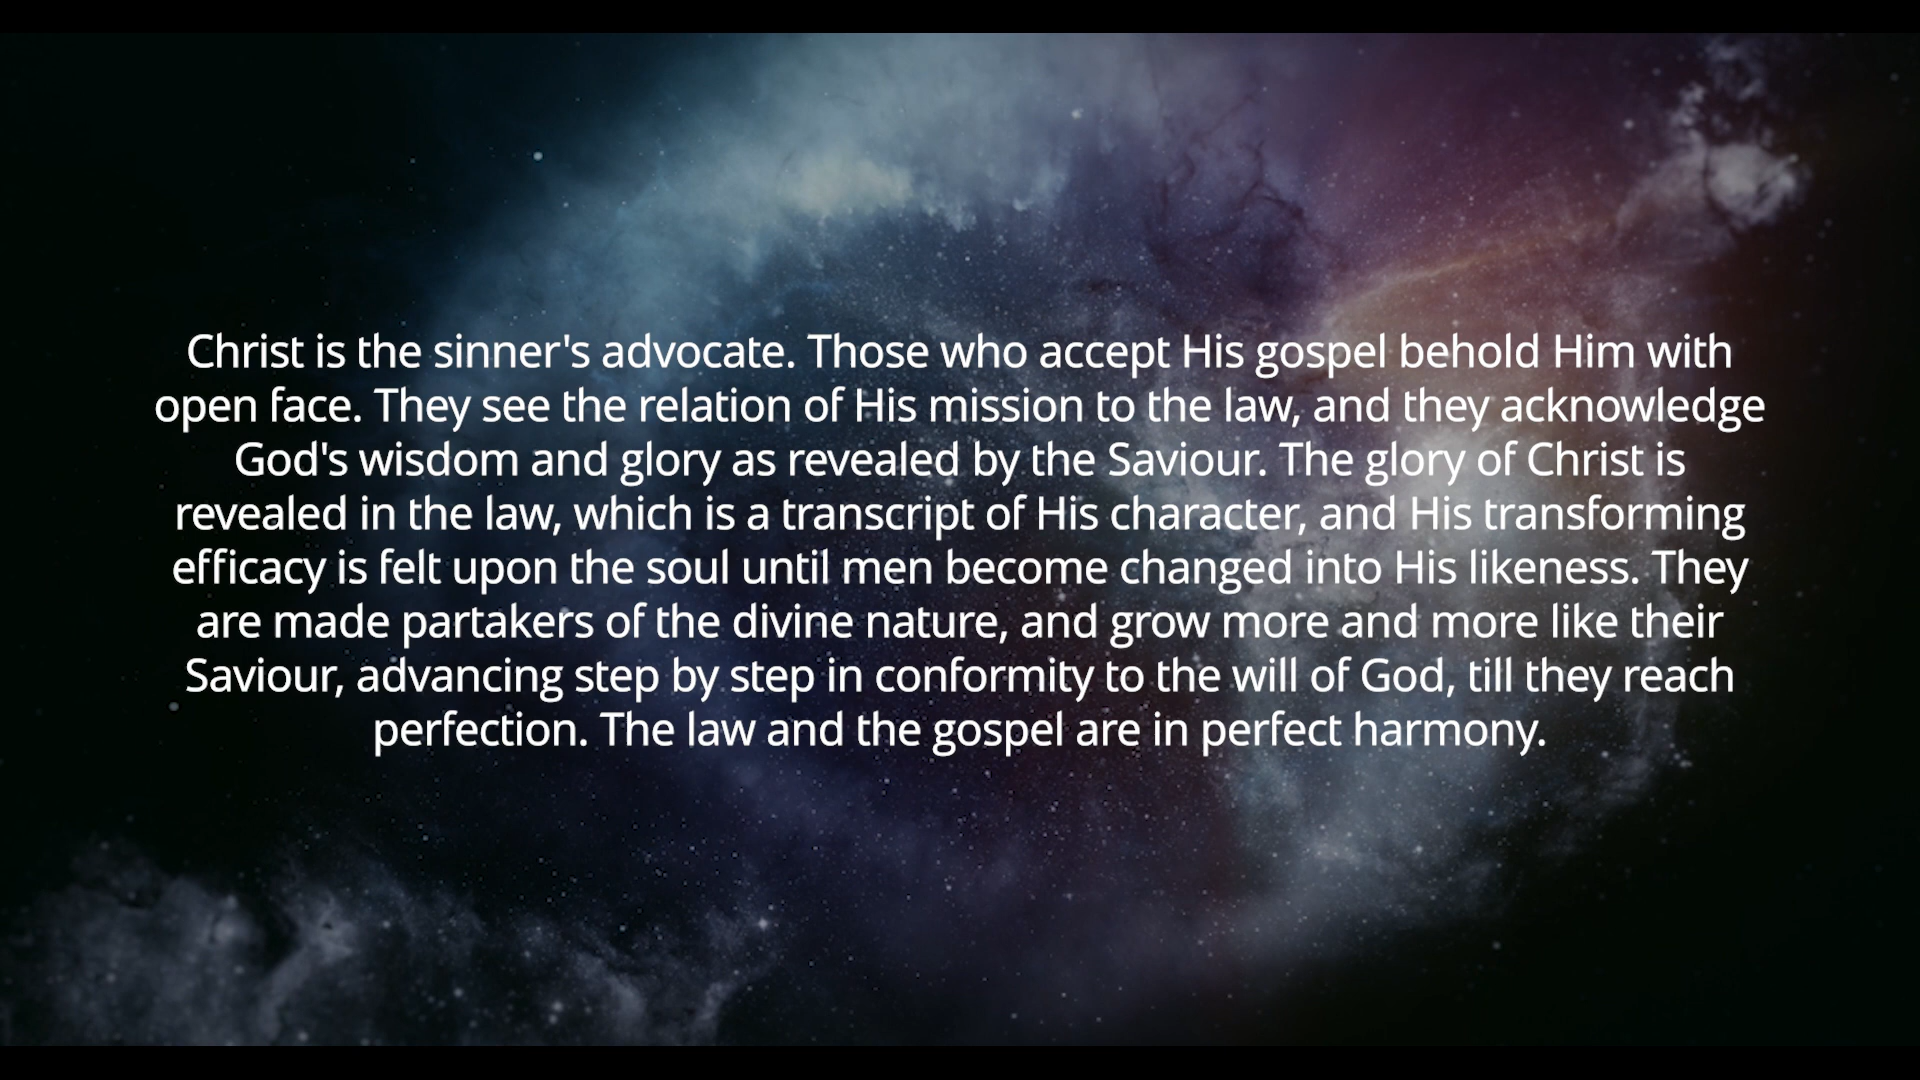 Christ is the sinner's advocate. Those who accept His gospel behold Him with
open face. They see the relation of His mission to the law, and they acknowledge
God's wisdom and glory as revealed by the Saviour. The glory of Christ is
revealed in the law, which is a transcript of His character, and His transforming
efficacy is felt upon the soul until men become changed into His likeness. They
are made partakers of the divine nature, and grow more and more like their
Saviour, advancing step by step in conformity to the will of God, till they reach
perfection. The law and the gospel are in perfect harmony.